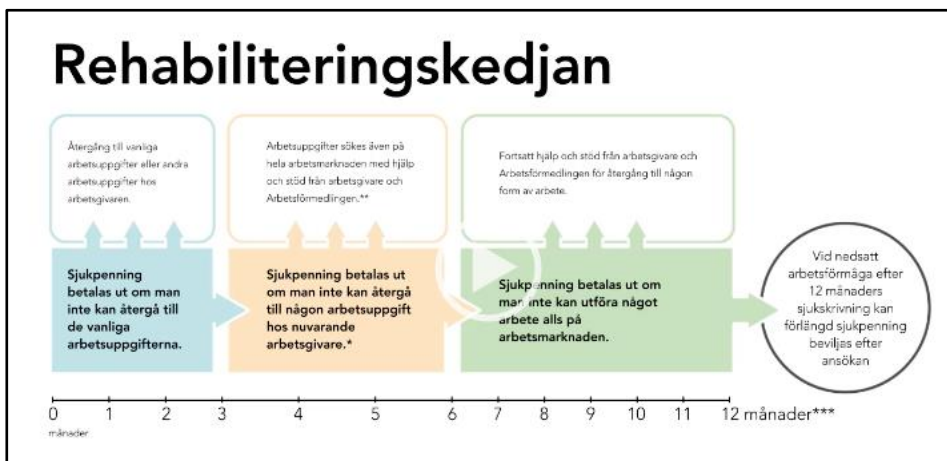 Rehabiliteringskedjan
Återgång till vanliga
arbetsuppgifter eller andra
arbetsuppgifter hos
arbetsgivaren.
Arbetsuppgifter sökes även på
hela arbetsmarknaden med hjälp
och stöd från arbetsgivare och
Arbetsförmedlingen.**
Fortsatt hjälp och stöd från arbetsgivare och
Arbetsförmedlingen för återgång till någon
form av arbete.
Sjukpenning
betalas ut om man
inte kan återgå till
de vanliga
arbetsuppgifterna.
Sjukpenning betalas ut
om man inte kan återgå
till någon arbetsuppgift
hos nuvarande
arbetsgivare.*
Sjukpenning betalas ut om
man inte kan utföra något
arbete alls på
arbetsmarknaden.
Vid nedsatt
arbetsförmåga efter
12 månaders
sjukskrivning kan
förlängd sjukpenning
beviljas efter
ansökan
0 1 2 3 4 5 6 7 8 9 10 11 12 månader***
månader